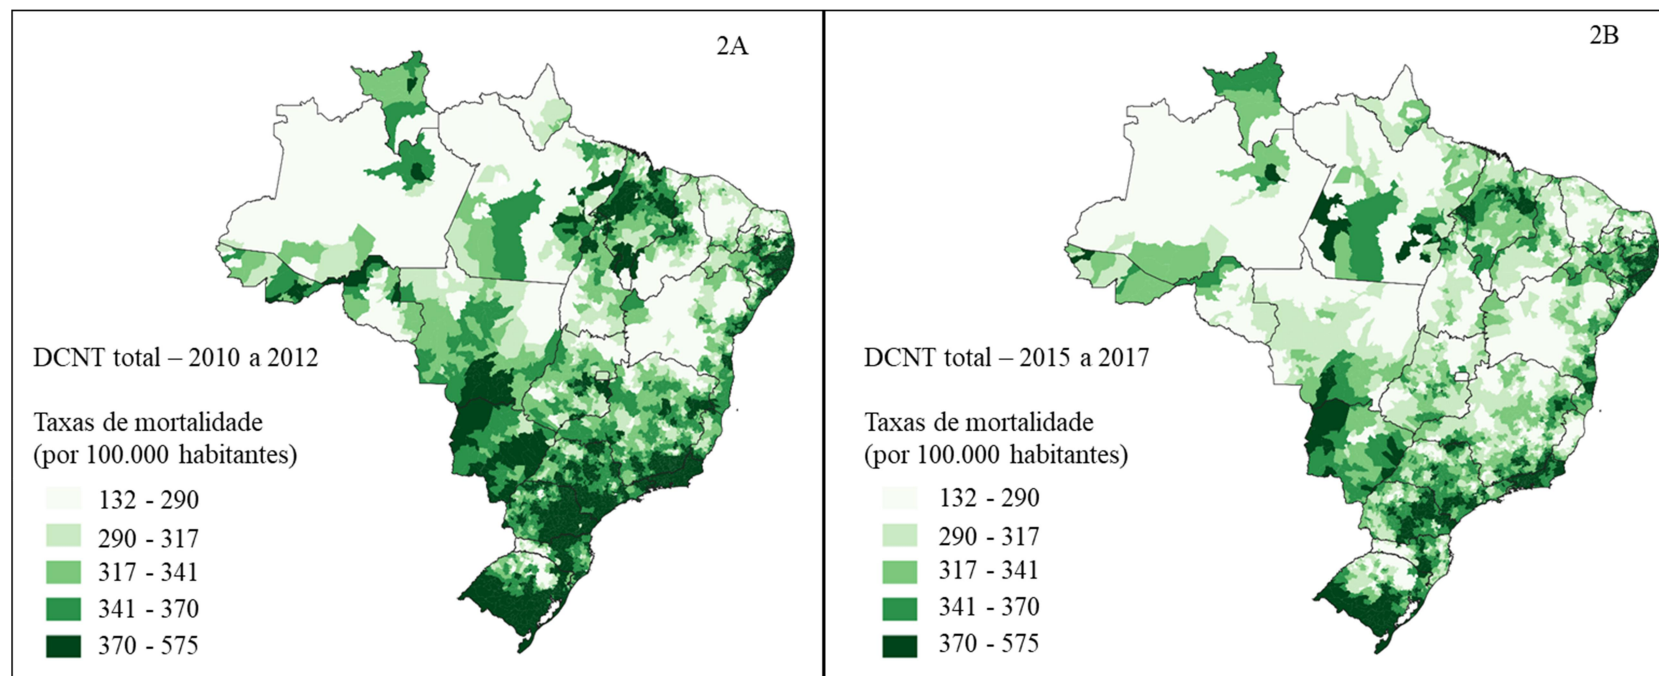 2A
DCNT total – 2010 a 2012
Taxas de mortalidade
(por 100.000 habitantes)
132 - 290
290 - 317
317 - 341
341 - 370
370 - 575
2B
DCNT total – 2015 a 2017
Taxas de mortalidade
(por 100.000 habitantes)
132 - 290
290 - 317
317 - 341
341 - 370
370 - 575